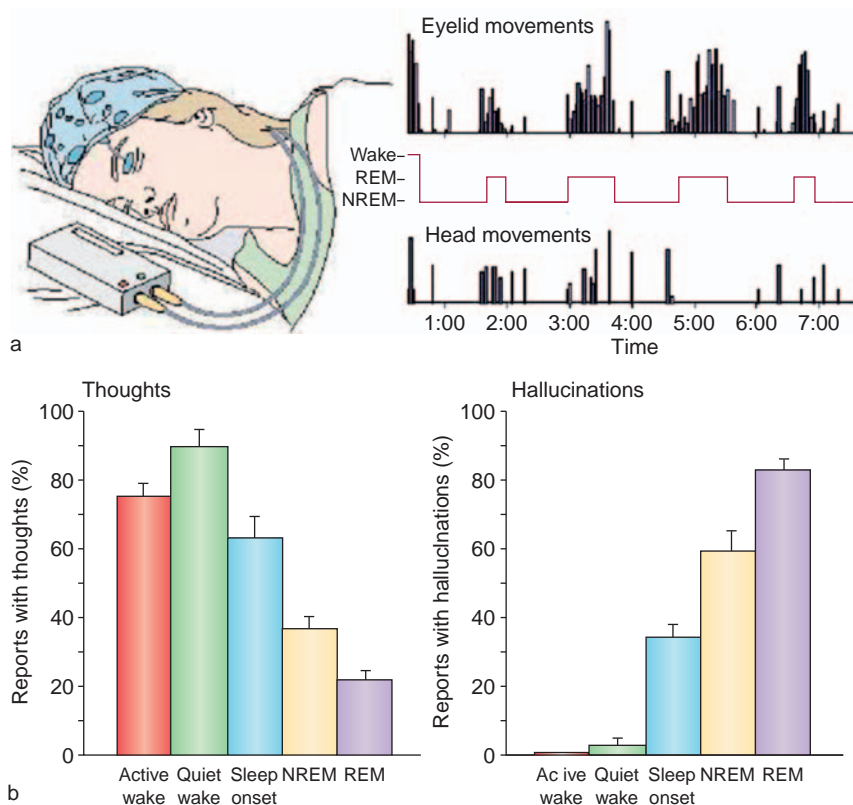 Eyelid movements
Wake
REM
NREM
Head movements
1:00 2:00 3:00 4:00 5:00 6:00 7:00
Time
a
Thoughts
Reports with thoughts (%)
100
80
60
40
20
0
Active wake
Quiet wake
Sleep onset
NREM
REM
Hallucinations
Reports with halluclnations (%)
100
80
60
40
20
0
Ac ive wake
Quiet wake
Sleep onset
NREM
REM
b